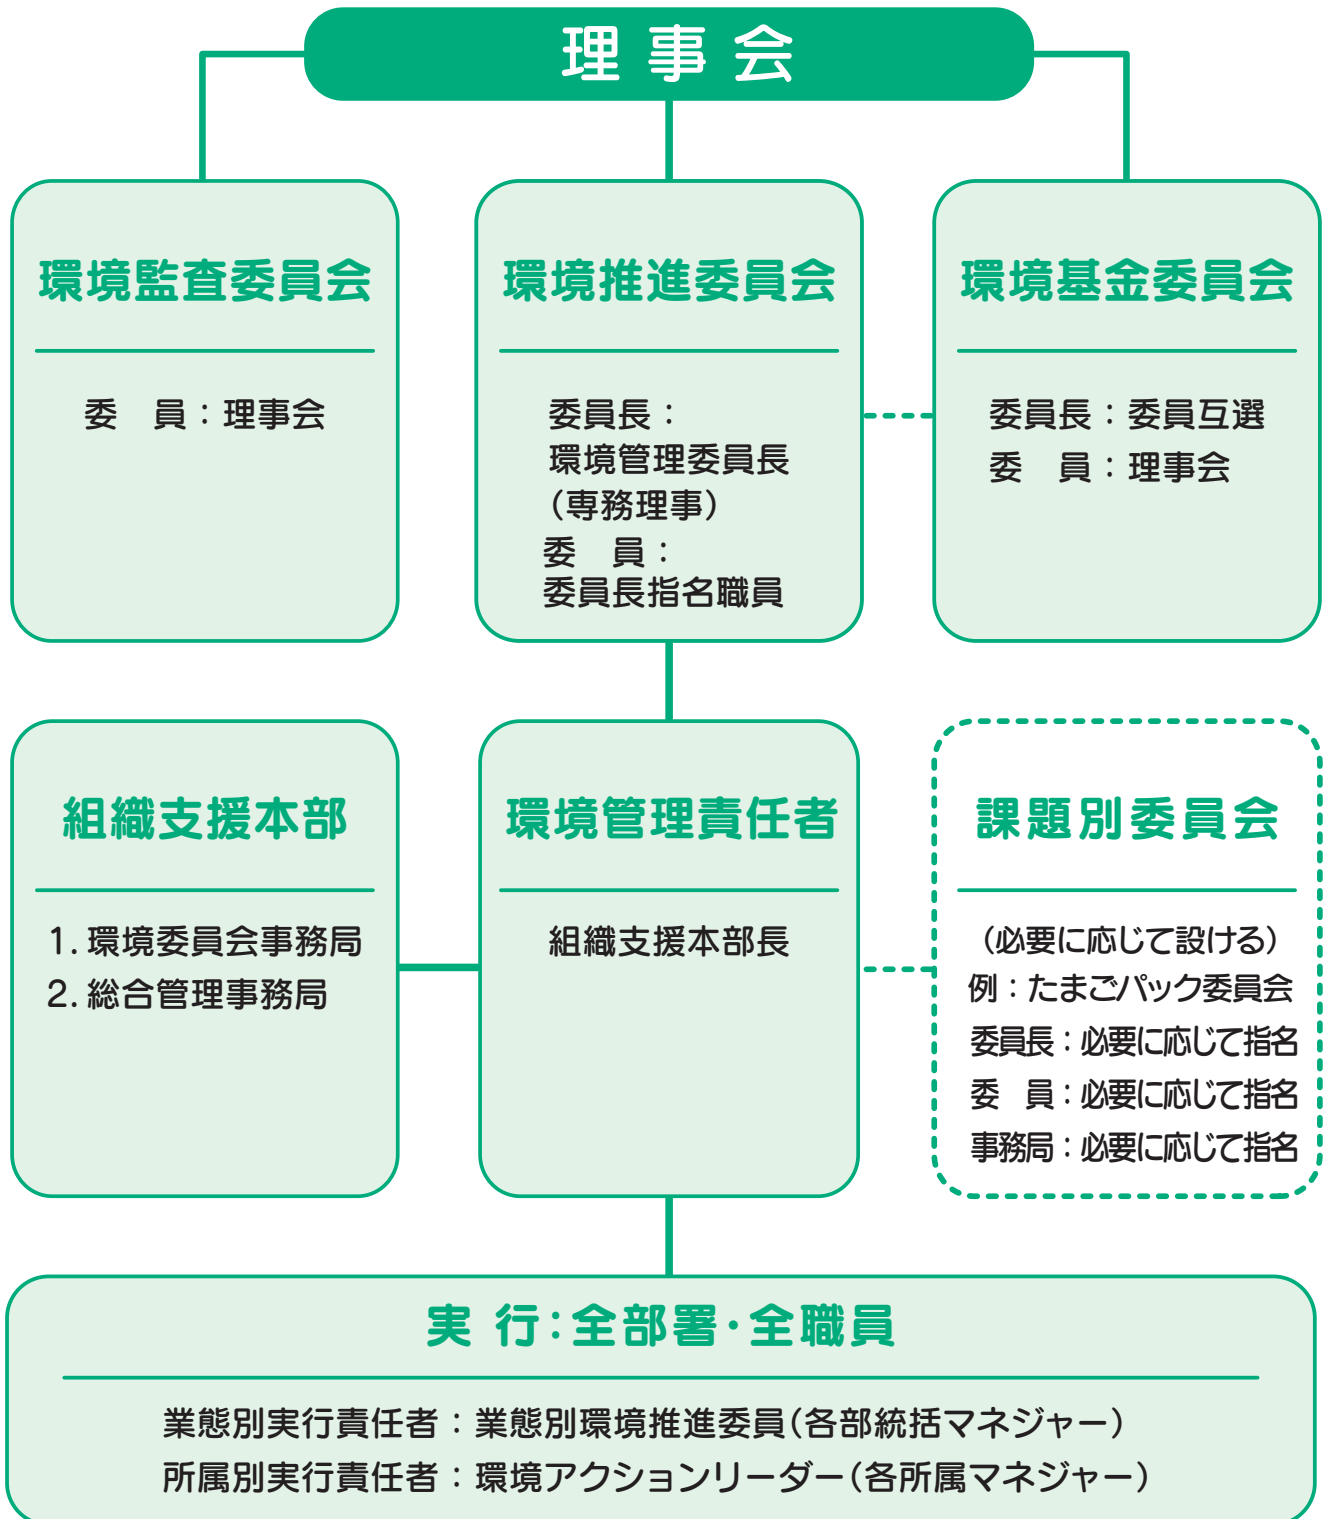 理事会
環境監査委員会
委　員：理事会
環境推進委員会
委員長：
環境管理委員長
（専務理事）
委　員：
委員長指名職員
環境基金委員会
委員長：委員互選
委　員：理事会
組織支援本部
1. 環境委員会事務局
2. 総合管理事務局
環境管理責任者
組織支援本部長
課題別委員会
（必要に応じて設ける）
例：たまごパック委員会
委員長：必要に応じて指名
委　員：必要に応じて指名
事務局：必要に応じて指名
実 行：全部署・全職員
業態別実行責任者：業態別環境推進委員（各部統括マネジャー）
所属別実行責任者：環境アクションリーダー（各所属マネジャー）